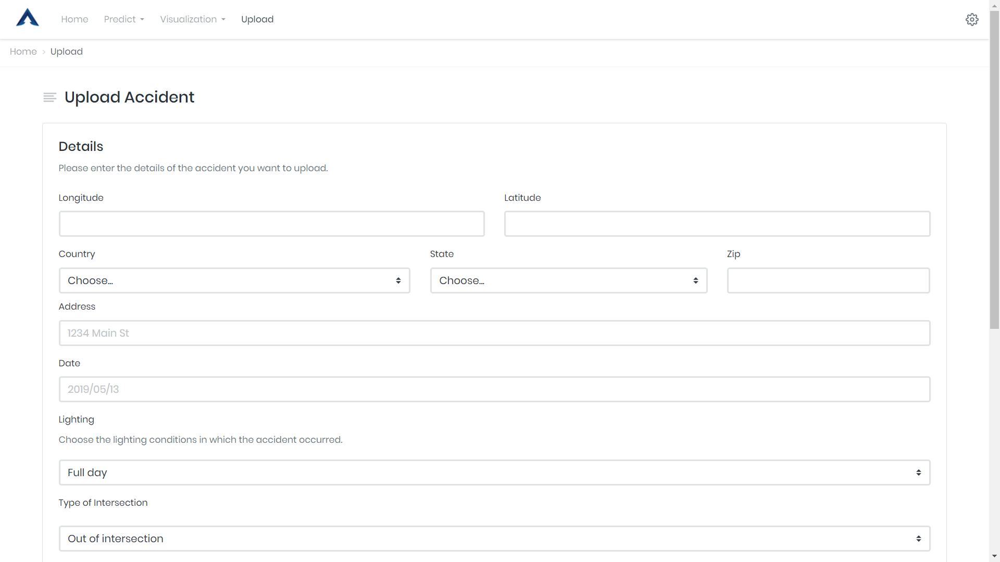 Home Predict Visualization Upload
Home > Upload
Upload Accident
Details
Please enter the details of the accident you want to upload.
Longitude Latitude
Country State Zip
Choose... Choose...
Address
1234 Main St
Date
2019/05/13
Lighting
Choose the lighting conditions in which the accident occurred.
Full day
Type of Intersection
Out of intersection